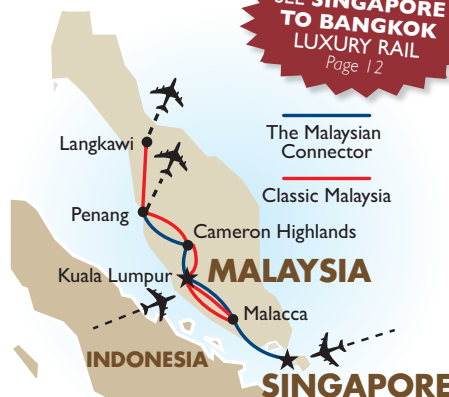 SEE SINGAPORE
TO BANGKOK
LUXURY RAIL
Page 12
The Malaysian
Connector
Classic Malaysia
Langkawi
Penang
Cameron Highlands
Kuala Lumpur
MALAYSIA
Malacca
INDONESIA
SINGAPORE